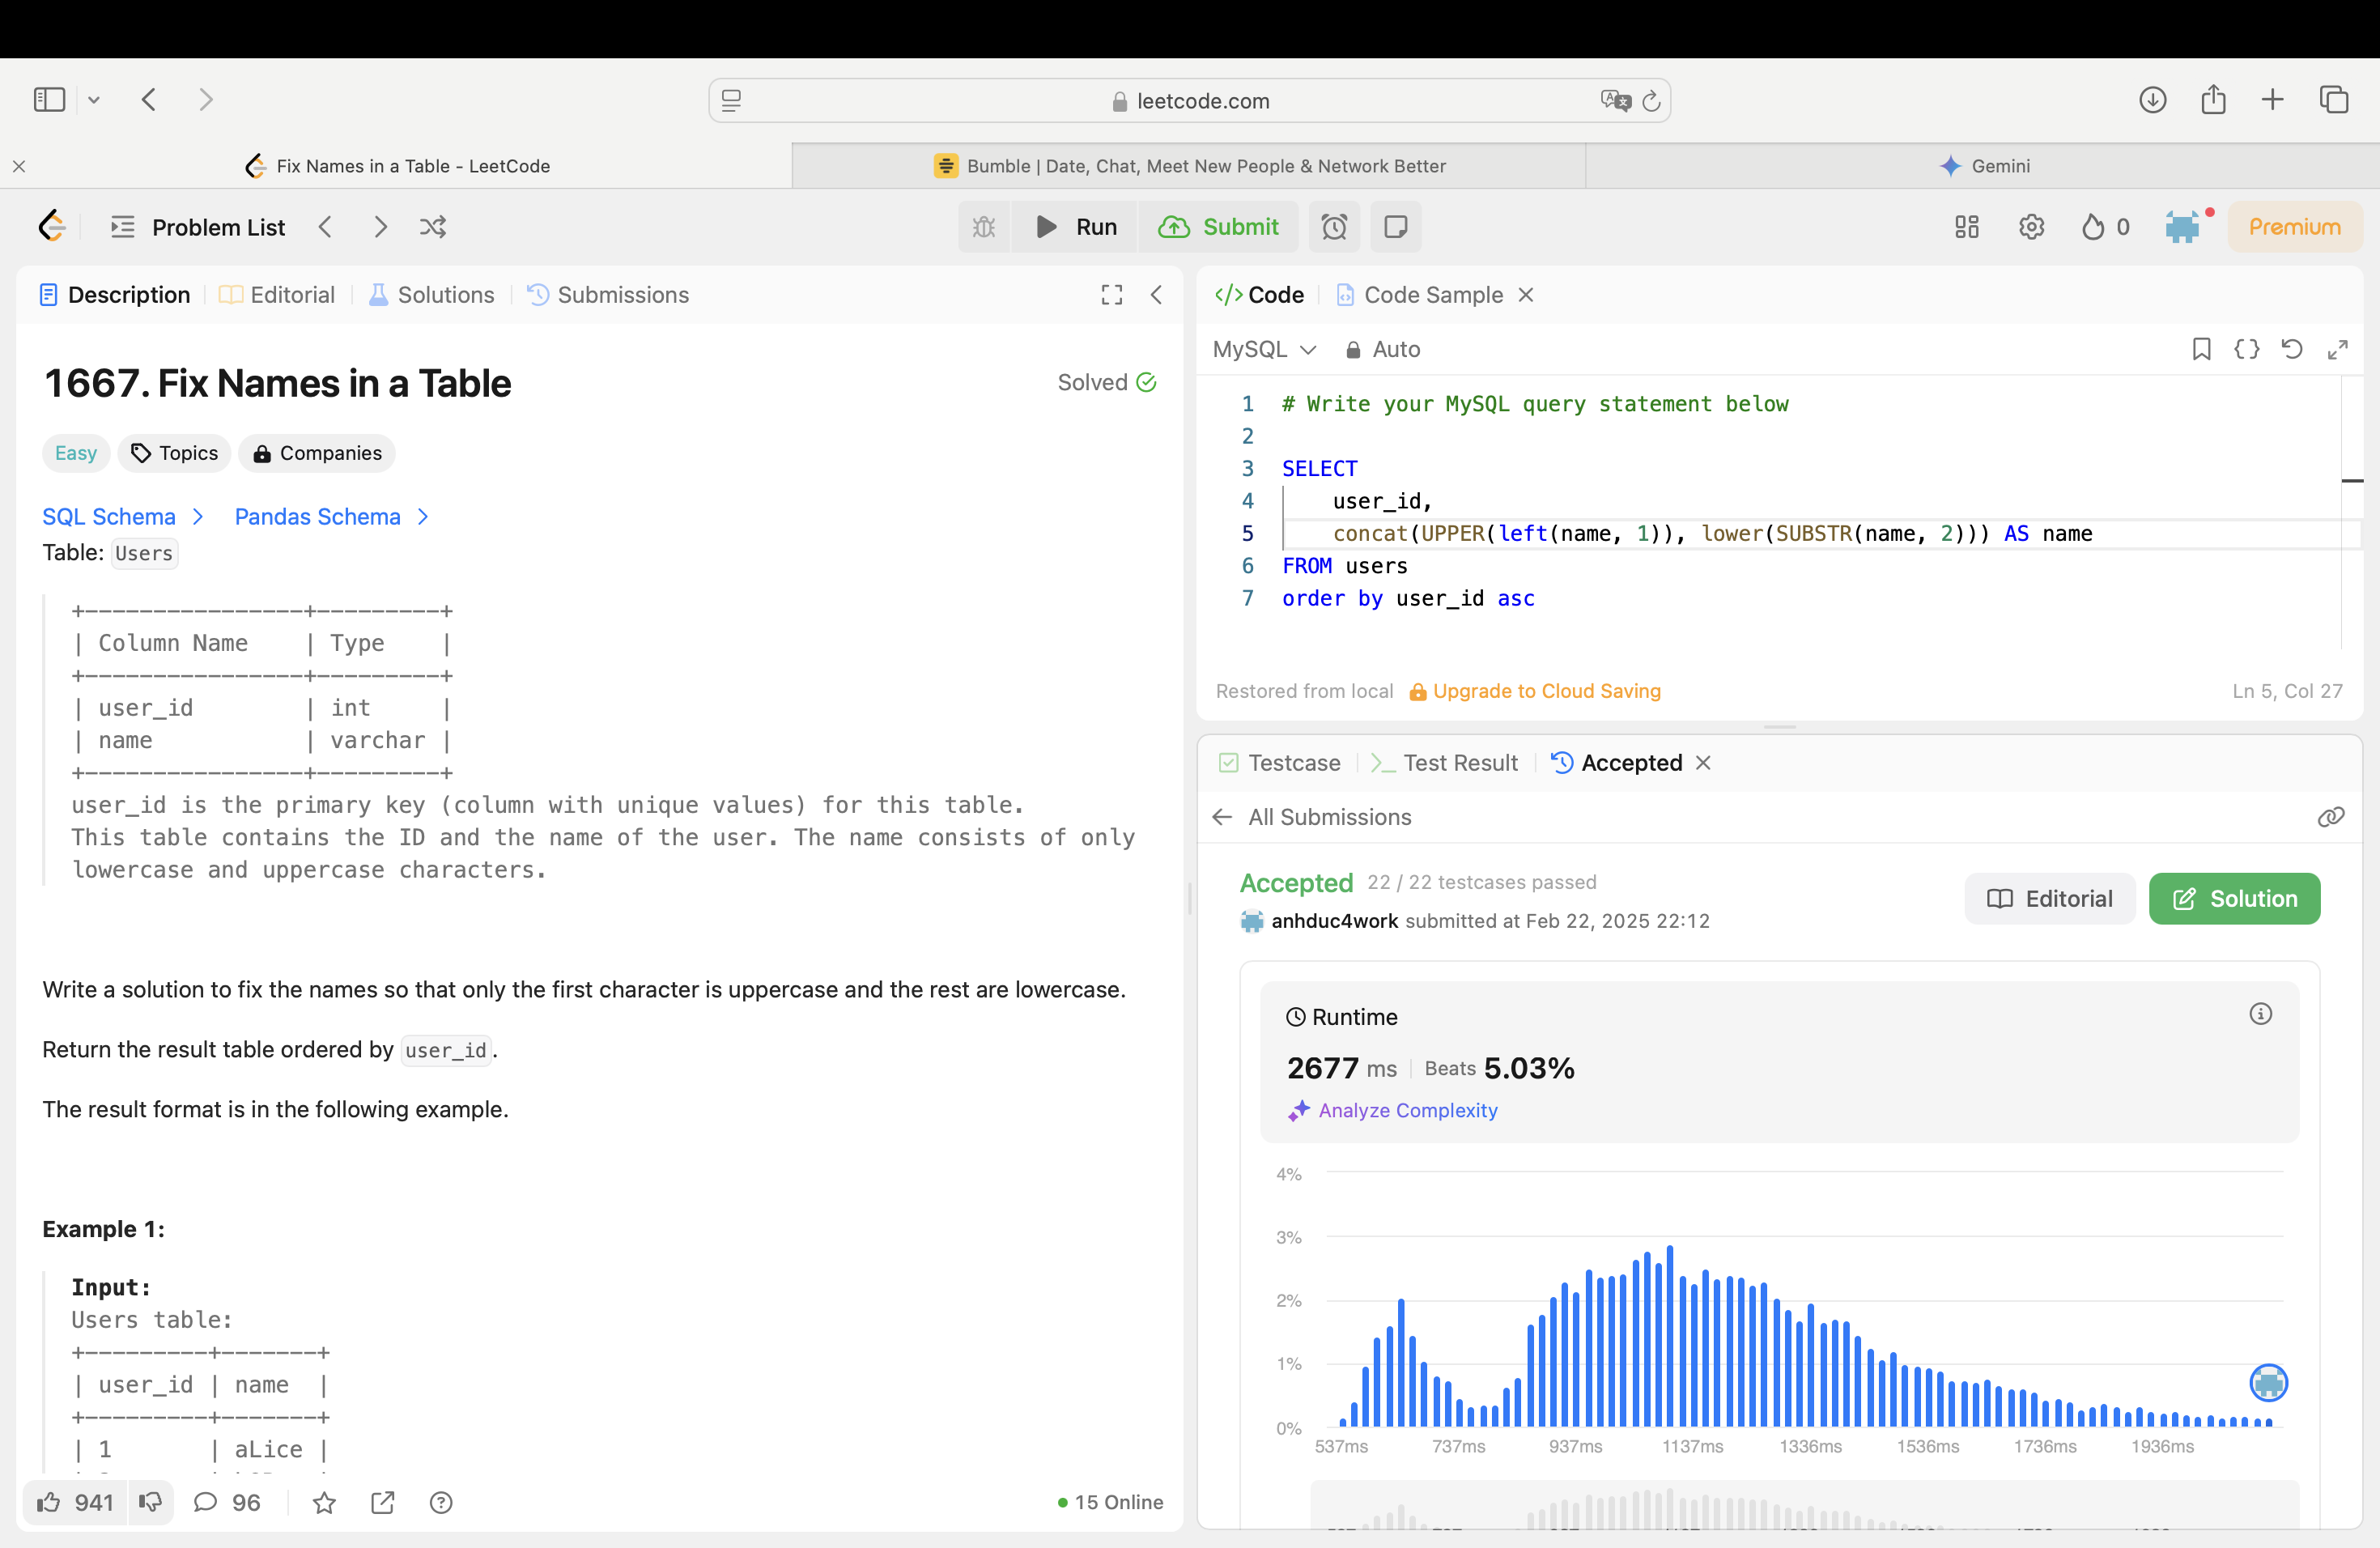 leetcode.com
Fix Names in a Table - LeetCode
Bumble | Date, Chat, Meet New People & Network Better
Gemini
Problem List
Run
Submit
0
Premium
Description
Editorial
Solutions
Submissions
1667. Fix Names in a Table
Solved
Easy
Topics
Companies
SQL Schema
Pandas Schema
Table: Users
+----------------+---------+
| Column Name    | Type    |
+----------------+---------+
| user_id        | int     |
| name           | varchar |
+----------------+---------+
user_id is the primary key (column with unique values) for this table.
This table contains the ID and the name of the user. The name consists of only
lowercase and uppercase characters.
Write a solution to fix the names so that only the first character is uppercase and the rest are lowercase.
Return the result table ordered by user_id.
The result format is in the following example.
Example 1:
Input:
Users table:
+---------+-------+
| user_id | name  |
+---------+-------+
| 1       | aLice |
941
96
15 Online
</> Code
Code Sample
MySQL
Auto
1 # Write your MySQL query statement below
2
3 SELECT
4     user_id,
5     concat(UPPER(left(name, 1)), lower(SUBSTR(name, 2))) AS name
6 FROM users
7 order by user_id asc
Restored from local
Upgrade to Cloud Saving
Ln 5, Col 27
Testcase
Test Result
Accepted
All Submissions
Accepted 22 / 22 testcases passed
anhduc4work submitted at Feb 22, 2025 22:12
Editorial
Solution
Runtime
2677 ms | Beats 5.03%
Analyze Complexity
4%
3%
2%
1%
0%
537ms 737ms 937ms 1137ms 1336ms 1536ms 1736ms 1936ms